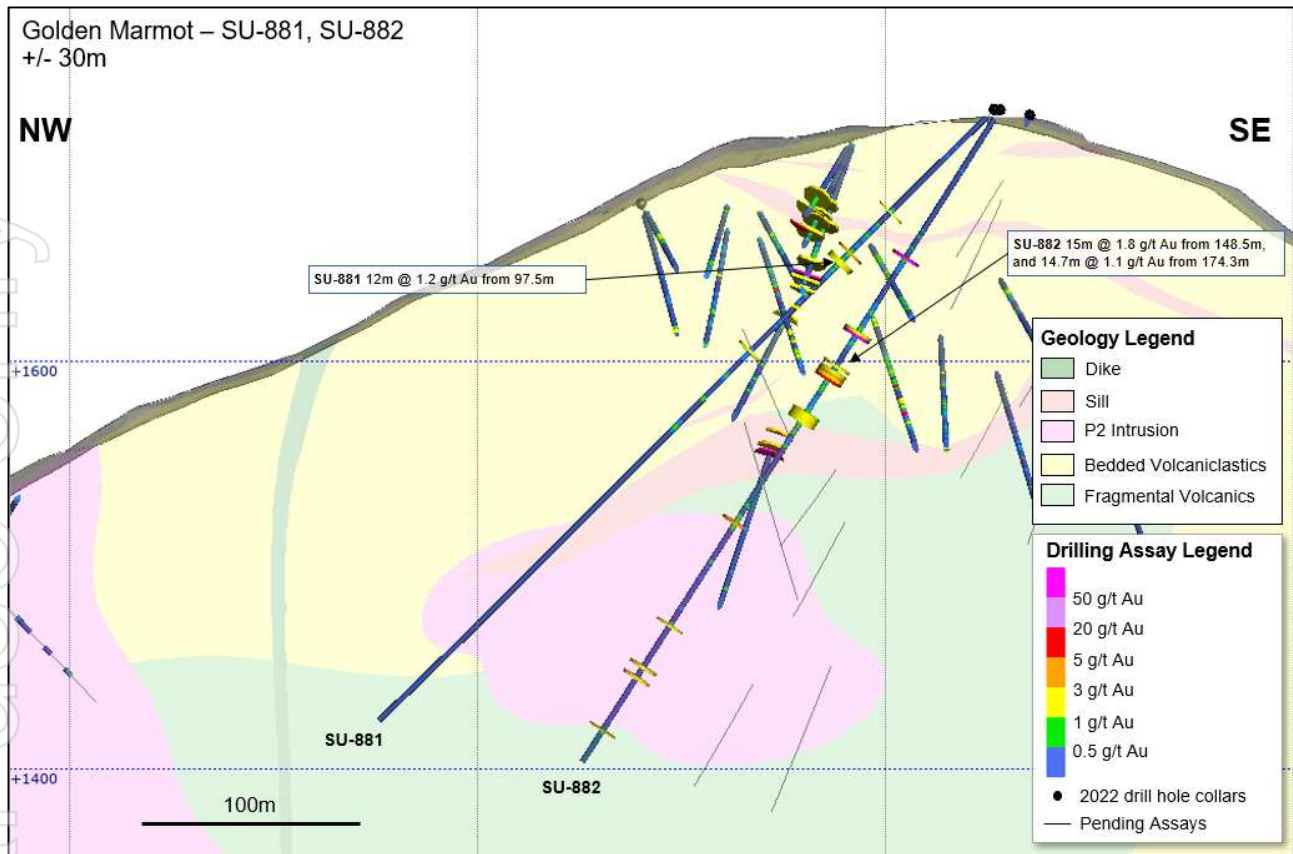 Golden Marmot – SU-881, SU-882
+/- 30m
NW
SE
SU-882 15m @ 1.8 g/t Au from 148.5m,
and 14.7m @ 1.1 g/t Au from 174.3m
SU-881 12m @ 1.2 g/t Au from 97.5m
+1600
Geology Legend
Dike
Sill
P2 Intrusion
Bedded Volcaniclastics
Fragmental Volcanics
Drilling Assay Legend
50 g/t Au
20 g/t Au
5 g/t Au
3 g/t Au
1 g/t Au
0.5 g/t Au
2022 drill hole collars
Pending Assays
SU-881
SU-882
+1400
100m